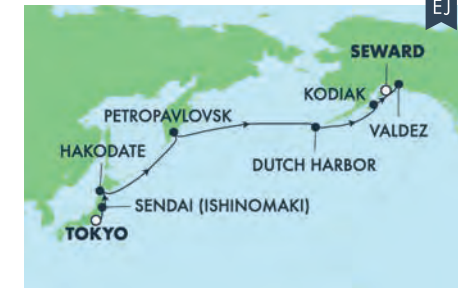 EJ
SEWARD
KODIAK
PETROPAVLOVSK
VALDEZ
HAKODATE
DUTCH HARBOR
SENDAI (ISHINOMAKI)
TOKYO